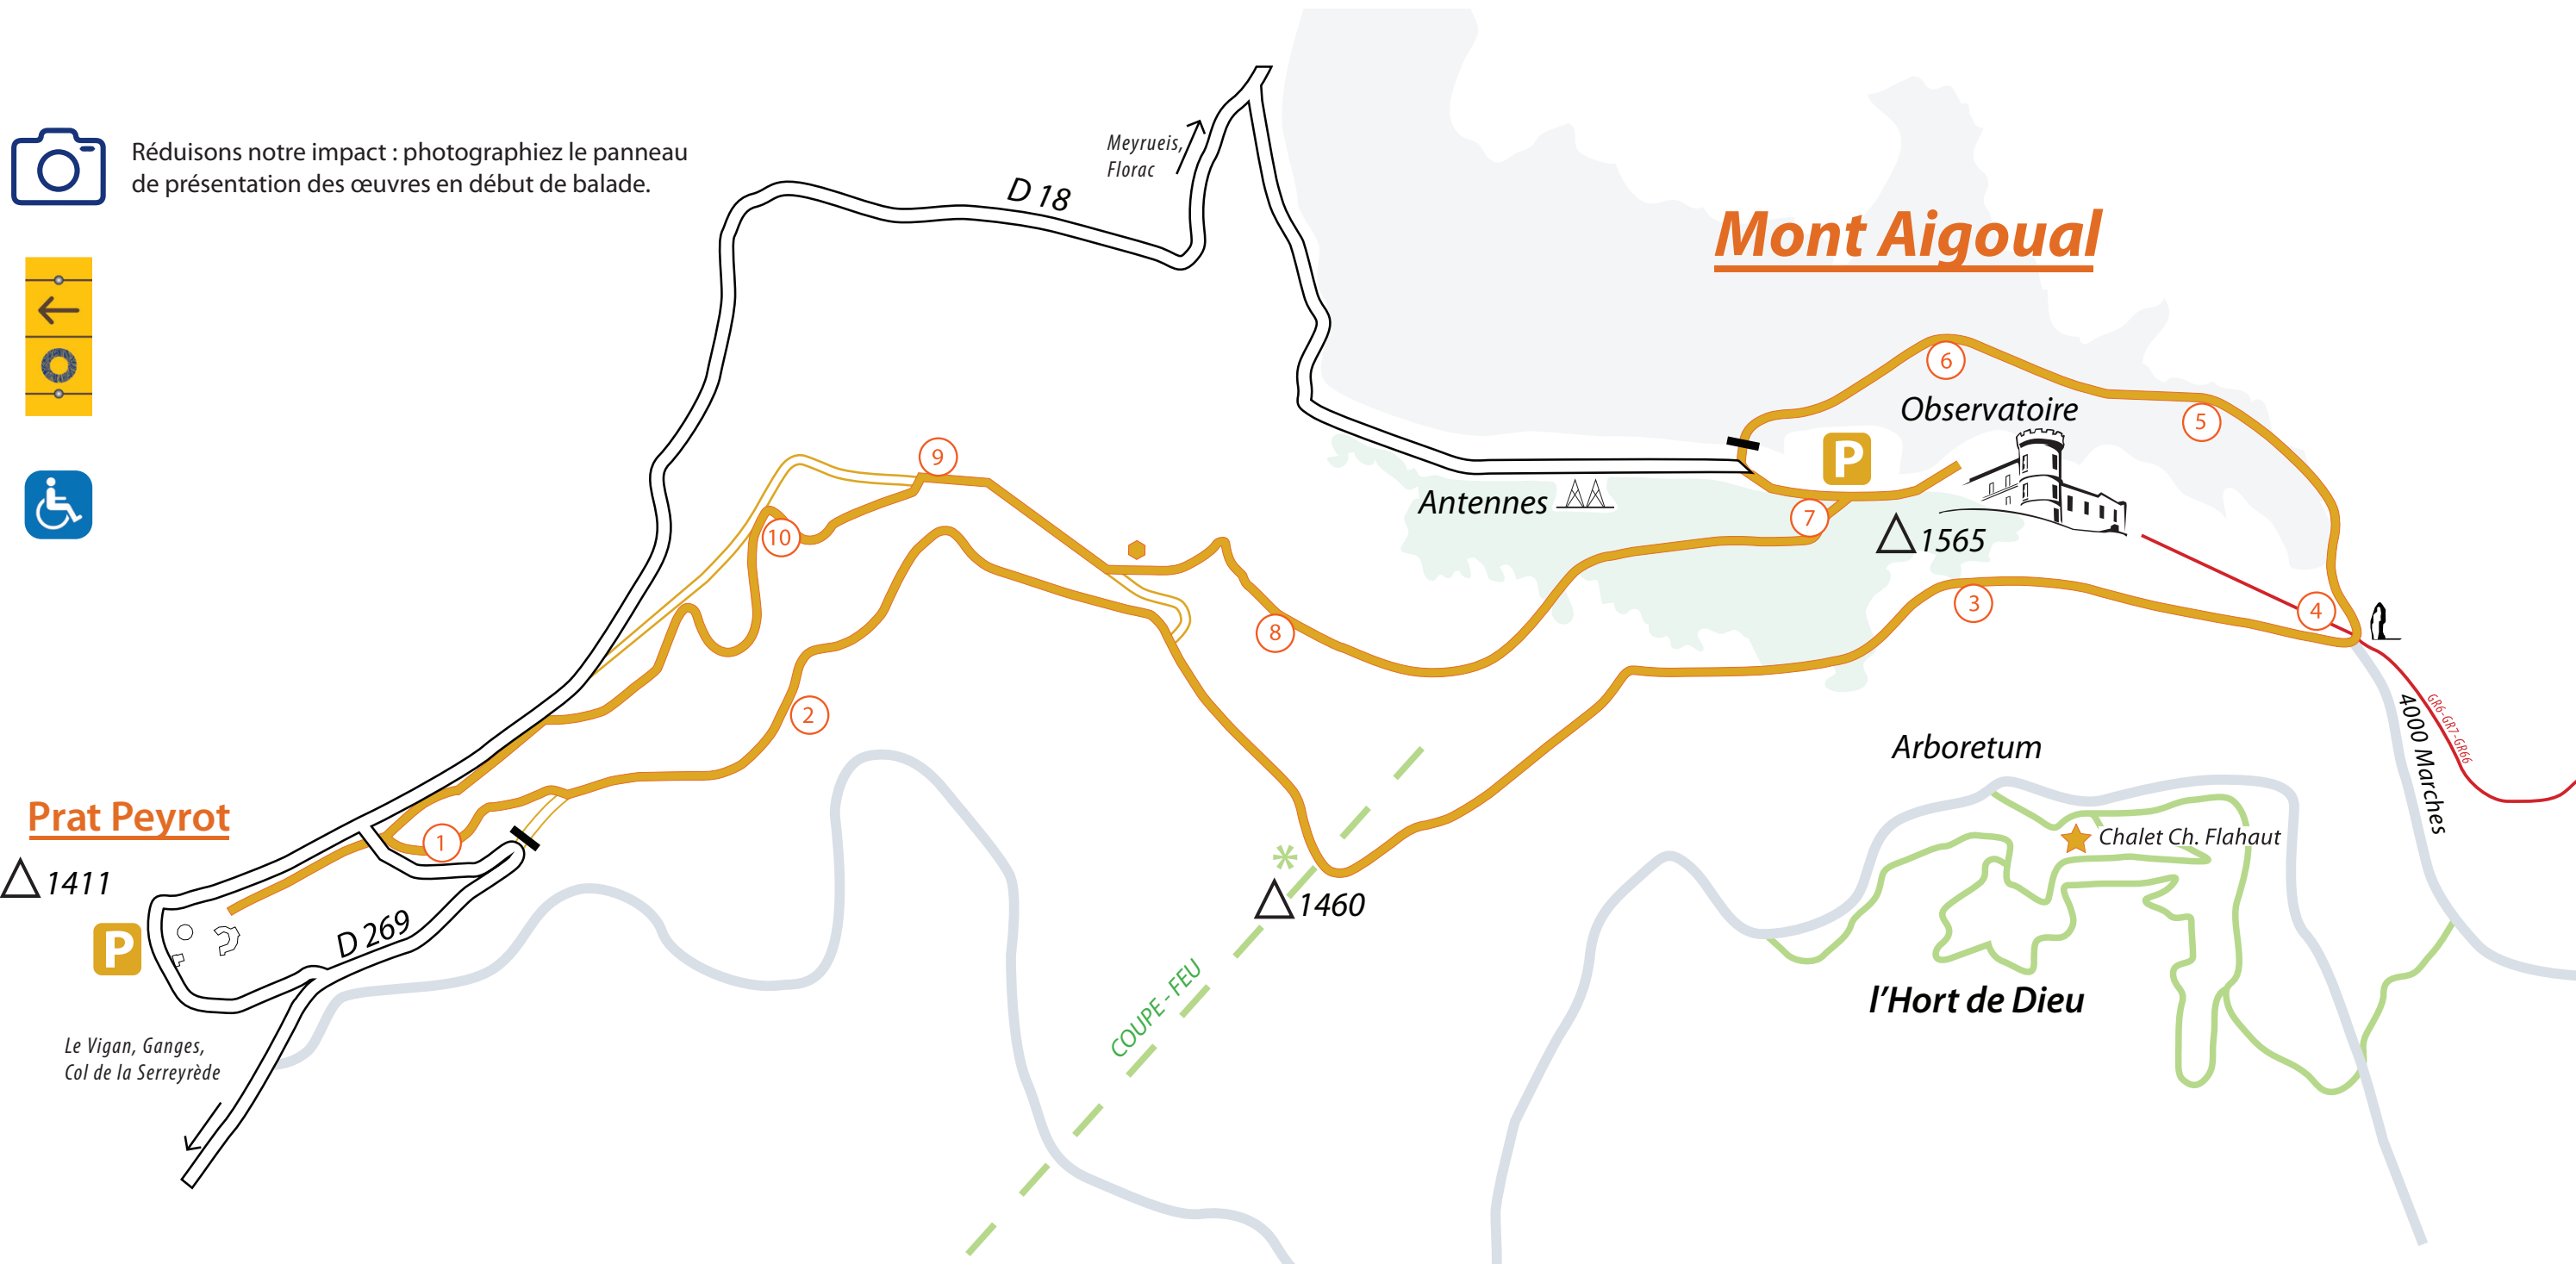 Réduisons notre impact : photographiez le panneau
de présentation des œuvres en début de balade.
Meyrueis,
Florac
D 18
Mont Aigoual
6
Observatoire
5
P
9
Antennes
7
10
1565
3
4
8
2
GR6-GR7-GR66
4000 Marches
Arboretum
Prat Peyrot
1
Chalet Ch. Flahaut
1411
1460
D 269
P
COUPE - FEU
l'Hort de Dieu
Le Vigan, Ganges,
Col de la Serreyrède